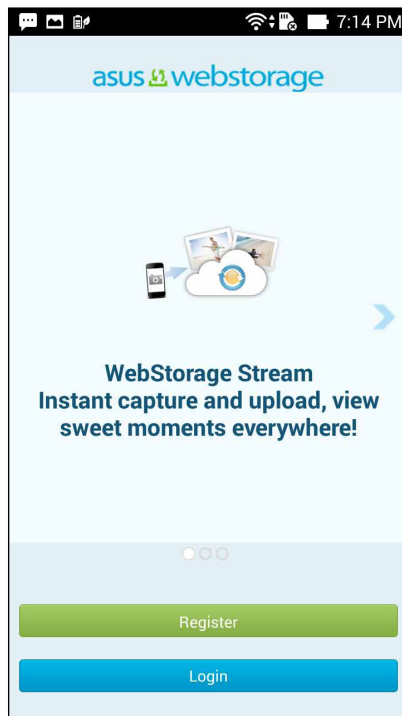 7:14 PM
asus webstorage
WebStorage Stream
Instant capture and upload, view
sweet moments everywhere!
Register
Login